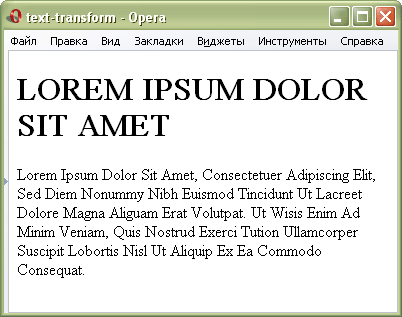 text-transform - Opera
Файл Правка Вид Закладки Виджеты Инструменты Справка
LOREM IPSUM DOLOR
SIT AMET
Lorem Ipsum Dolor Sit Amet, Consectetuer Adipiscing Elit,
Sed Diem Nonummy Nibh Euismod Tincidunt Ut Lacreet
Dolore Magna Aliguam Erat Volutpat. Ut Wisis Enim Ad
Minim Veniam, Quis Nostrud Exerci Tution Ullamcorper
Suscipit Lobortis Nisl Ut Aliquip Ex Ea Commodo
Consequat.